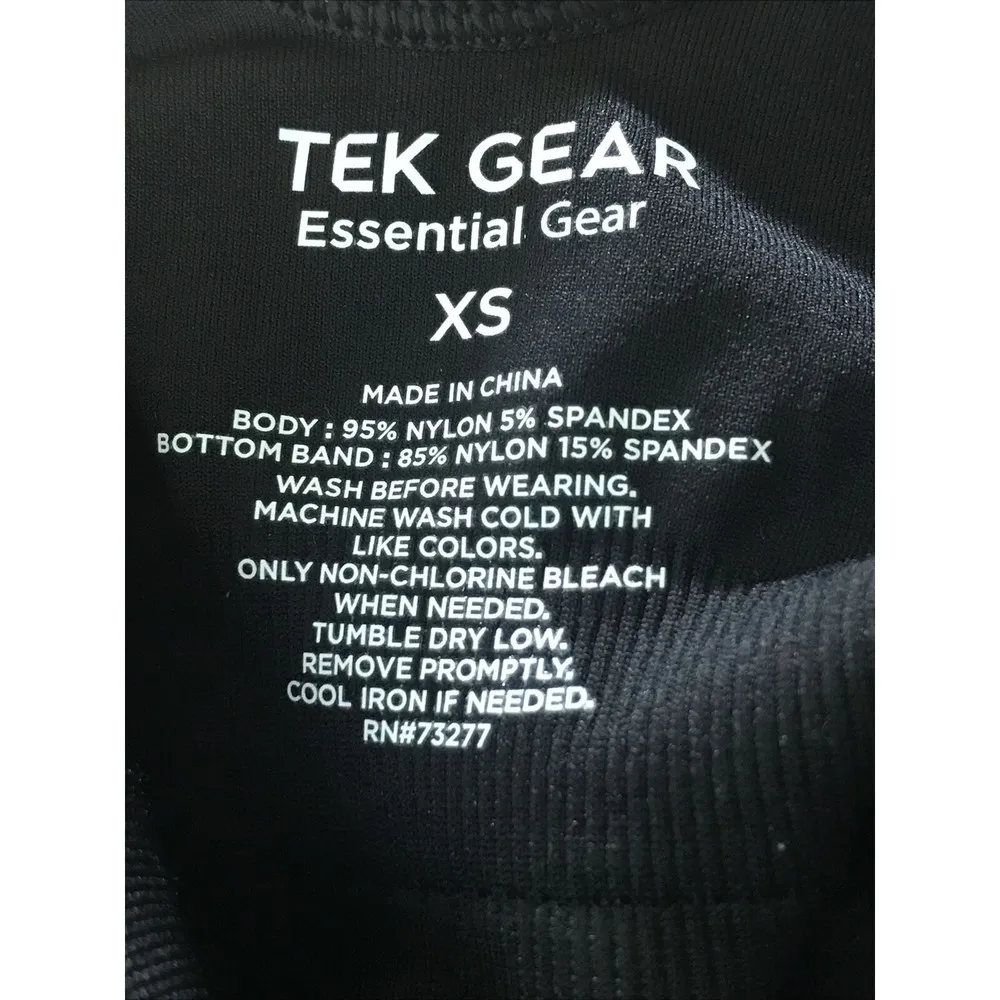 TEK GEAR
Essential Gear
XS
MADE IN CHINA
BODY : 95% NYLON 5% SPANDEX
BOTTOM BAND : 85% NYLON 15% SPANDEX
WASH BEFORE WEARING.
MACHINE WASH COLD WITH
LIKE COLORS.
ONLY NON-CHLORINE BLEACH
WHEN NEEDED.
TUMBLE DRY LOW.
REMOVE PROMPTLY.
COOL IRON IF NEEDED.
RN#73277